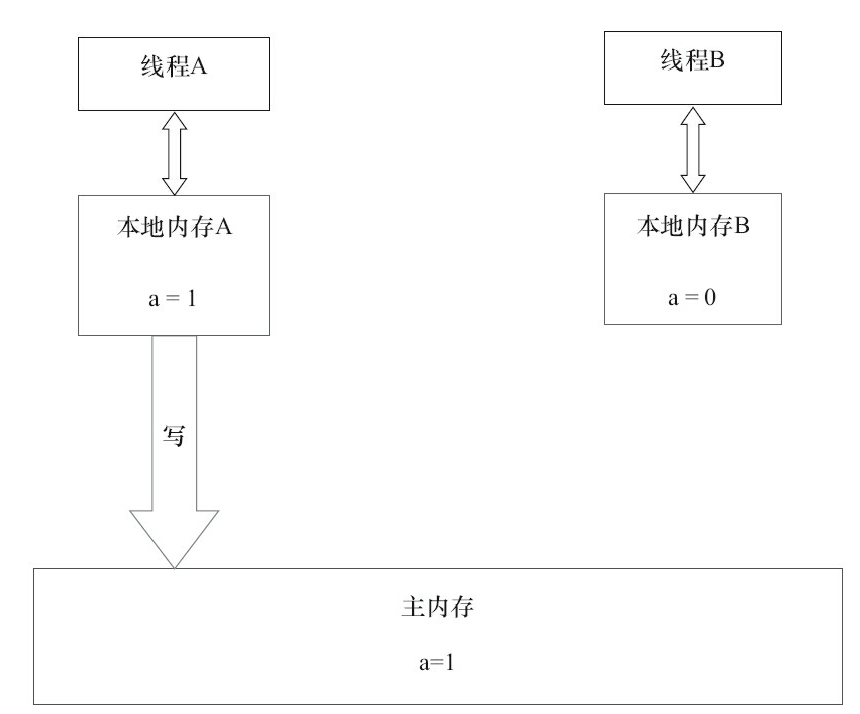 线程A
线程B
本地内存A
a = 1
本地内存B
a = 0
写
主内存
a=1